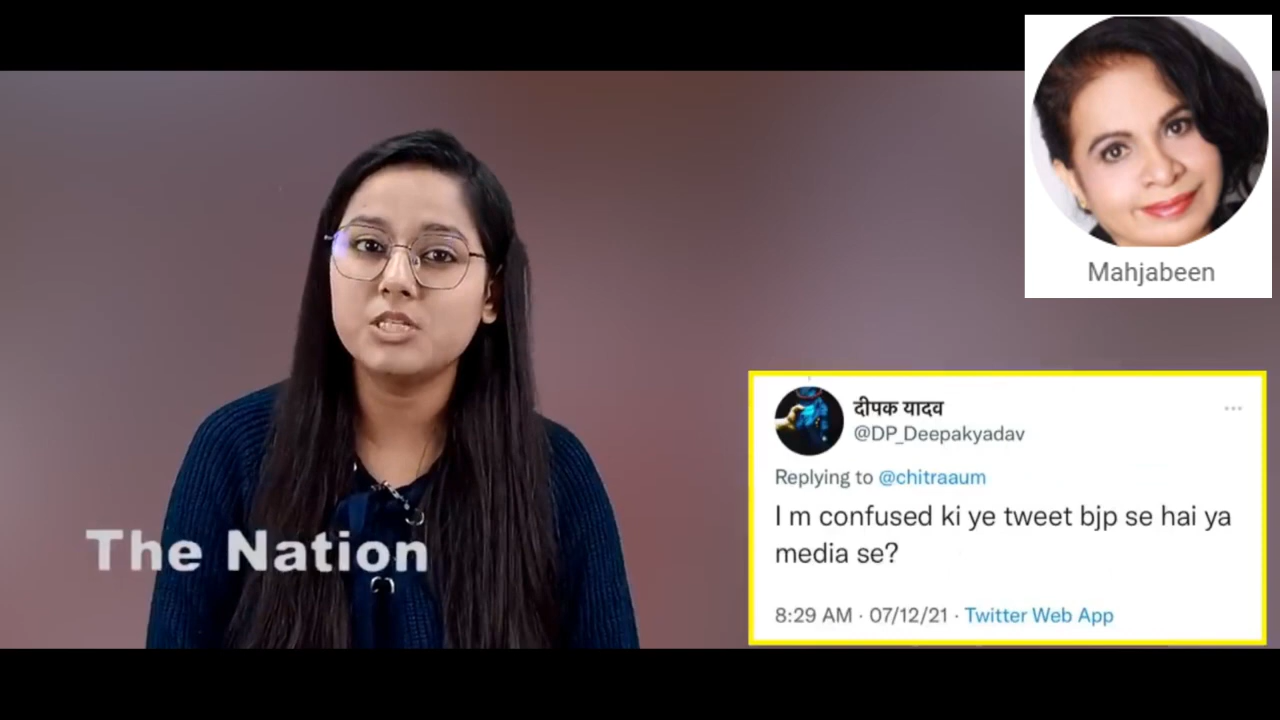 Mahjabeen
दीपक यादव
@DP_Deepakyadav
Replying to @chitraaum
I m confused ki ye tweet bjp se hai ya
media se?
8:29 AM · 07/12/21 · Twitter Web App
The Nation